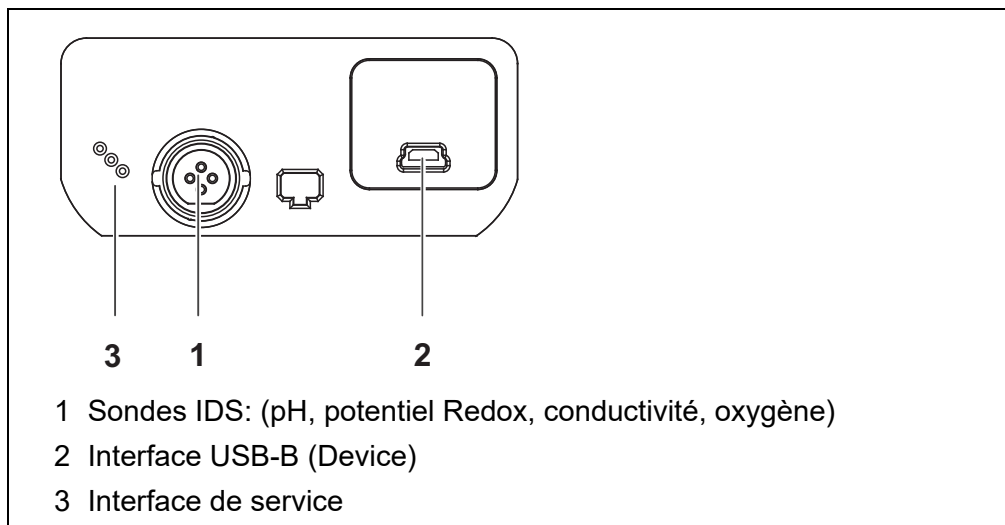 3 1 2
1 Sondes IDS: (pH, potentiel Redox, conductivité, oxygène)
2 Interface USB-B (Device)
3 Interface de service